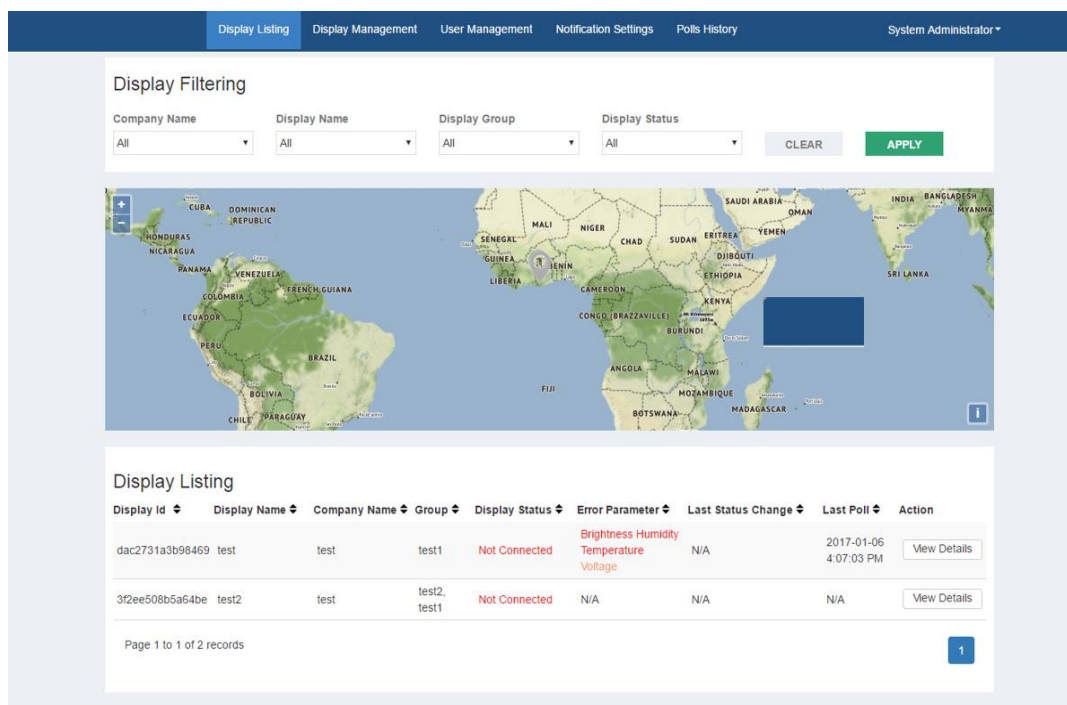 Display Listing Display Management User Management Notification Settings Polls History System Administrator
Display Filtering
Company Name Display Name Display Group Display Status
All All All All CLEAR APPLY
+
−
CUBA
DOMINICAN
REPUBLIC
HONDURAS
NICARAGUA
PANAMA
VENEZUELA
FRENCH GUIANA
COLOMBIA
ECUADOR
PERU
BRAZIL
BOLIVIA
CHILE
PARAGUAY
FIJI
MALI
NIGER
CHAD
SUDAN
ERITREA
SAUDI ARABIA
OMAN
YEMEN
SENEGAL
GUINEA
BENIN
LIBERIA
DJIBOUTI
ETHIOPIA
CAMEROON
KENYA
CONGO (BRAZZAVILLE)
BURUNDI
ANGOLA
MALAWI
MOZAMBIQUE
MADAGASCAR
BOTSWANA
INDIA
BANGLADESH
MYANMA
SRI LANKA
i
Display Listing
Display Id Display Name Company Name Group Display Status Error Parameter Last Status Change Last Poll Action
dac2731a3b98469 test test test1 Not Connected Brightness Humidity Temperature Voltage N/A 2017-01-06 4:07:03 PM View Details
3f2ee508b5a64be test2 test test2, test1 Not Connected N/A N/A N/A View Details
Page 1 to 1 of 2 records
1